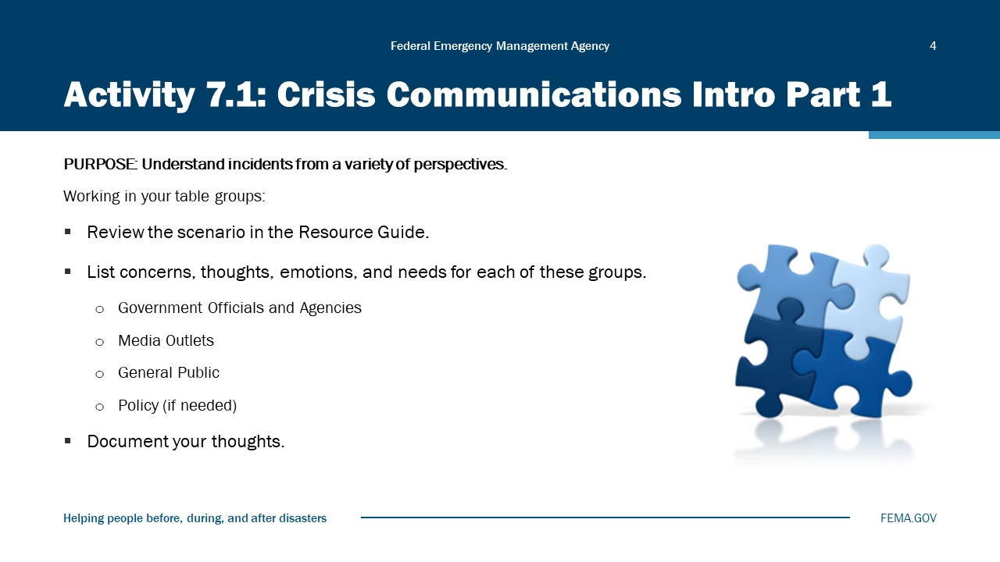 Federal Emergency Management Agency
4
Activity 7.1: Crisis Communications Intro Part 1
PURPOSE: Understand incidents from a variety of perspectives.
Working in your table groups:
▪ Review the scenario in the Resource Guide.
▪ List concerns, thoughts, emotions, and needs for each of these groups.
o Government Officials and Agencies
o Media Outlets
o General Public
o Policy (if needed)
▪ Document your thoughts.
Helping people before, during, and after disasters
FEMA.GOV